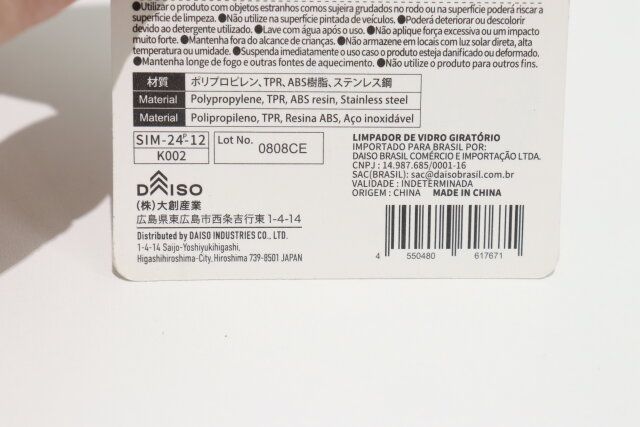 ●Utilizar o produto com objetos estranhos como sujeira grudados no rodo ou na superfície poderá riscar a
superfície de limpeza. ●Não utilize na superfície pintada de veículos. ●Poderá deteriorar ou descolorir
devido ao detergente utilizado. ●Lave com água após o uso. ●Não aplique força excessiva ou um impacto
muito forte. ●Mantenha fora do alcance de crianças. ●Não armazene em locais com luz solar direta, alta
temperatura ou umidade. ●Suspenda imediatamente o uso caso o produto esteja danificado ou deformado.
●Mantenha longe de fogo e outras fontes de aquecimento. ●Não utilize o produto para outros fins.
材質 ポリプロピレン、TPR、ABS樹脂、ステンレス鋼
Material Polypropylene, TPR, ABS resin, Stainless steel
Material Polipropileno, TPR, Resina ABS, Aço inoxidável
SIM-24-P-12
K002
Lot No. 0808CE
DAISO
(株)大創産業
広島県東広島市西条吉行東1-4-14
Distributed by DAISO INDUSTRIES CO., LTD.
1-4-14 Saijo-Yoshiyukihigashi,
Higashihiroshima-City, Hiroshima 739-8501 JAPAN
LIMPADOR DE VIDRO GIRATÓRIO
IMPORTADO PARA BRASIL POR:
DAISO BRASIL COMÉRCIO E IMPORTAÇÃO LTDA.
CNPJ : 14.987.685/0001-16
SAC(BRASIL): sac@daisobrasil.com.br
VALIDADE : INDETERMINADA
ORIGEM : CHINA MADE IN CHINA
4 550480 617671